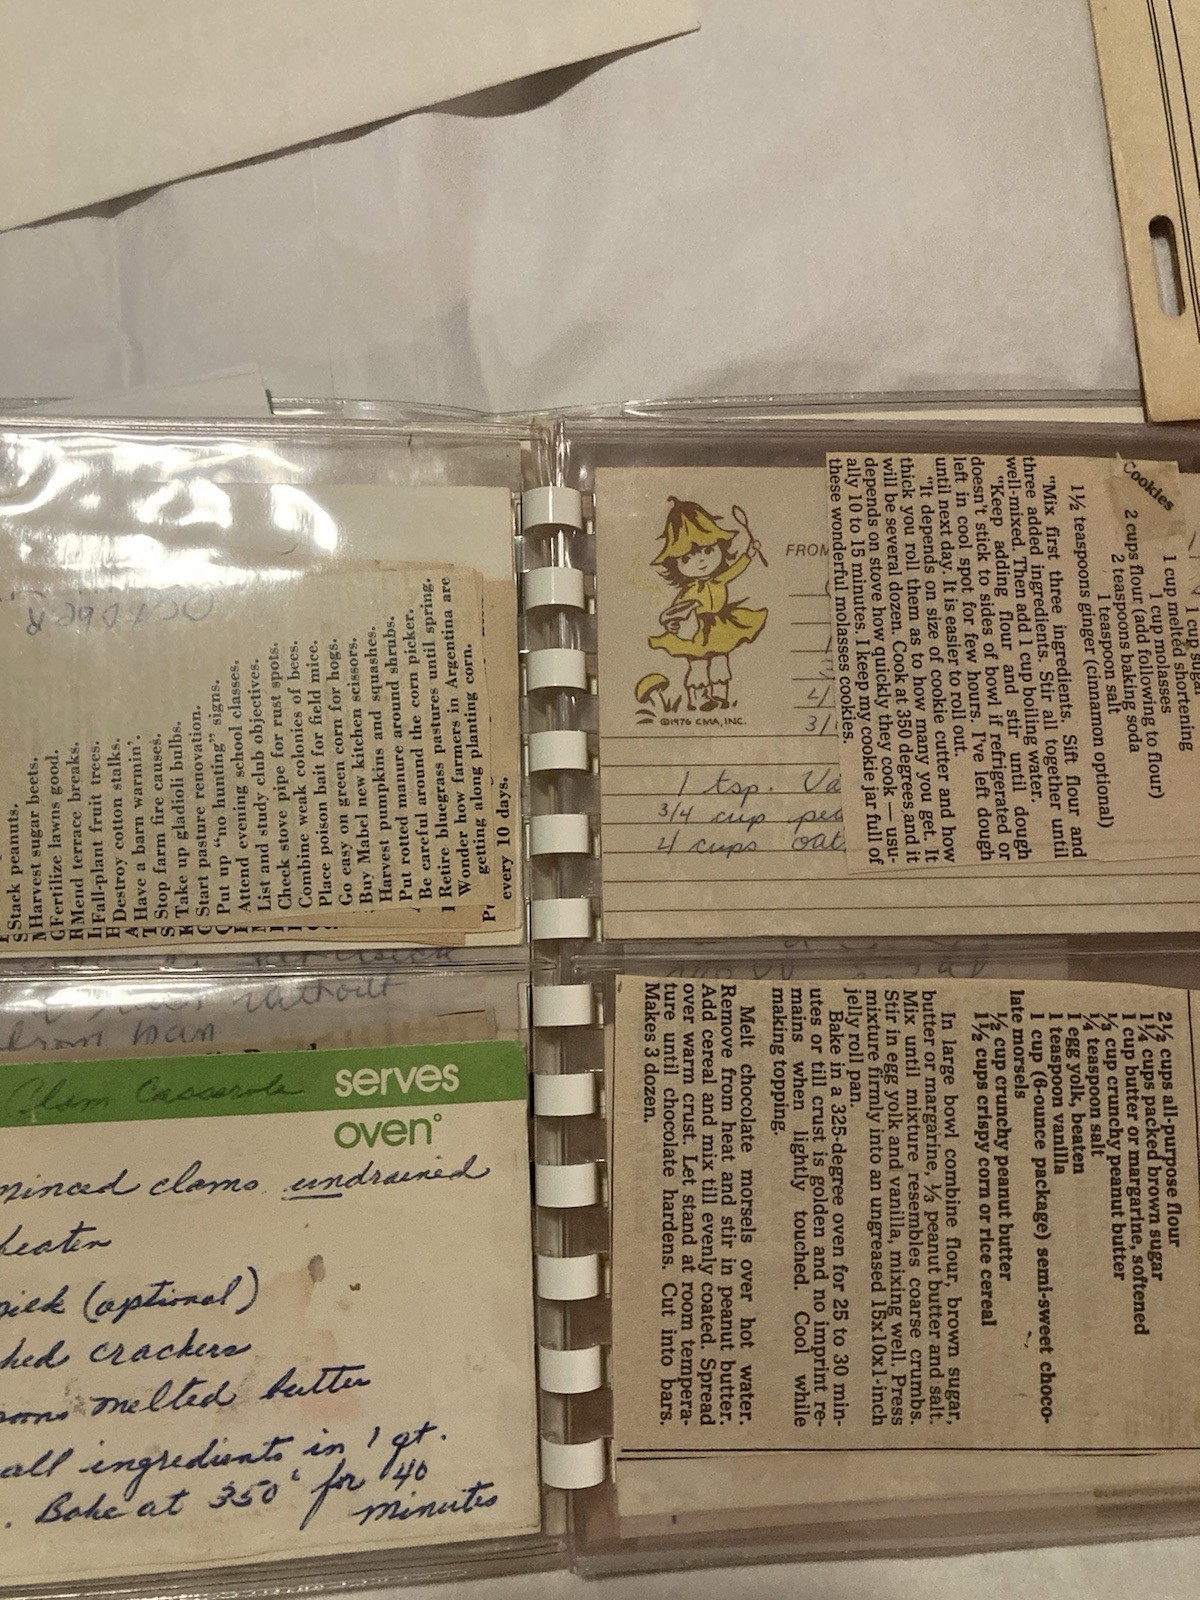 Stack peanuts.
Harvest sugar beets.
Fertilize lawns good.
Mend terrace breaks.
Fall-plant fruit trees.
Destroy cotton stalks.
Have a barn warmin'.
Stop farm fire causes.
Take up gladioli bulbs.
Start pasture renovation.
Put up "no hunting" signs.
Attend evening school classes.
List and study club objectives.
Check stove pipe for rust spots.
Combine weak colonies of bees.
Place poison bait for field mice.
Go easy on green corn for hogs.
Buy Mabel new kitchen scissors.
Harvest pumpkins and squashes.
Put rotted manure around shrubs.
Be careful around the corn picker.
Retire bluegrass pastures until spring.
Wonder how farmers in Argentina are
getting along planting corn.
every 10 days.
OCTOBER
Cookies
1 cup sugar
1 cup melted shortening
1 cup molasses
2 cups flour (add following to flour)
2 teaspoons baking soda
1 teaspoon salt
1½ teaspoons ginger (cinnamon optional)
"Mix first three ingredients. Sift flour and
three added ingredients. Stir all together until
well-mixed. Then add 1 cup boiling water.
"Keep adding flour and stir until dough
doesn't stick to sides of bowl if refrigerated or
left in cool spot for few hours. I've left dough
until next day. It is easier to roll out.
"It depends on size of cookie cutter and how
thick you roll them as to how many you get. It
will be several dozen. Cook at 350 degrees and it
depends on stove how quickly they cook — usu-
ally 10 to 15 minutes. I keep my cookie jar full of
these wonderful molasses cookies.
FROM
©1976 CMA, INC.
4/
3/
1 tsp. Va
3/4 cup pea
4 cups oat
without
from pan
Clam Casserole serves
oven°
minced clams undrained
beaten
milk (optional)
crackers
melted butter
all ingredients in 1 qt.
Bake at 350° for 40
minutes
2½ cups all-purpose flour
1¼ cups packed brown sugar
1 cup butter or margarine, softened
⅓ cup crunchy peanut butter
¼ teaspoon salt
1 egg yolk, beaten
1 teaspoon vanilla
1 cup (6-ounce package) semi-sweet choco-
late morsels
½ cup crunchy peanut butter
1½ cups crispy corn or rice cereal
In large bowl combine flour, brown sugar,
butter or margarine, ⅓ peanut butter and salt.
Mix until mixture resembles coarse crumbs.
Stir in egg yolk and vanilla, mixing well. Press
mixture firmly into an ungreased 15x10x1-inch
jelly roll pan.
Bake in a 325-degree oven for 25 to 30 min-
utes or till crust is golden and no imprint re-
mains when lightly touched. Cool while
making topping.
Melt chocolate morsels over hot water.
Remove from heat and stir in peanut butter.
Add cereal and mix till evenly coated. Spread
over warm crust. Let stand at room tempera-
ture until chocolate hardens. Cut into bars.
Makes 3 dozen.